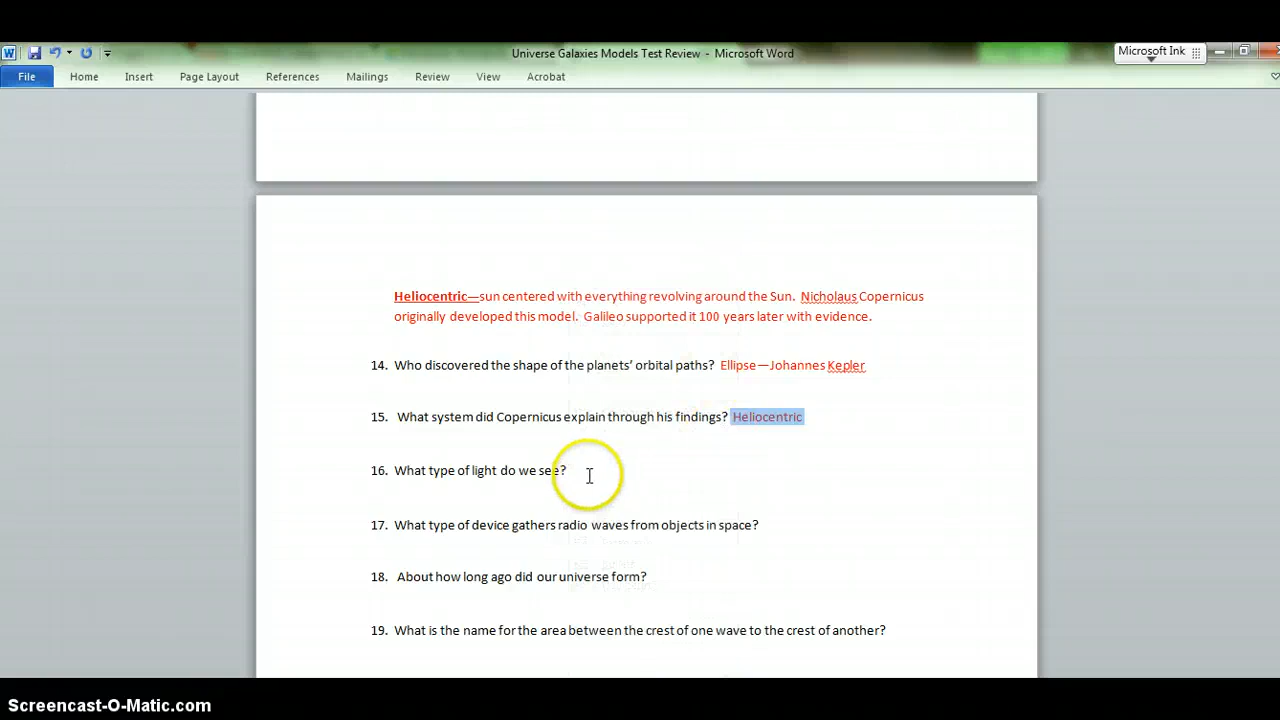 Universe Galaxies Models Test Review - Microsoft Word
Microsoft Ink
File Home Insert Page Layout References Mailings Review View Acrobat
Heliocentric—sun centered with everything revolving around the Sun. Nicholaus Copernicus
originally developed this model. Galileo supported it 100 years later with evidence.
14. Who discovered the shape of the planets' orbital paths? Ellipse—Johannes Kepler
15. What system did Copernicus explain through his findings? Heliocentric
16. What type of light do we see?
17. What type of device gathers radio waves from objects in space?
18. About how long ago did our universe form?
19. What is the name for the area between the crest of one wave to the crest of another?
Screencast-O-Matic.com